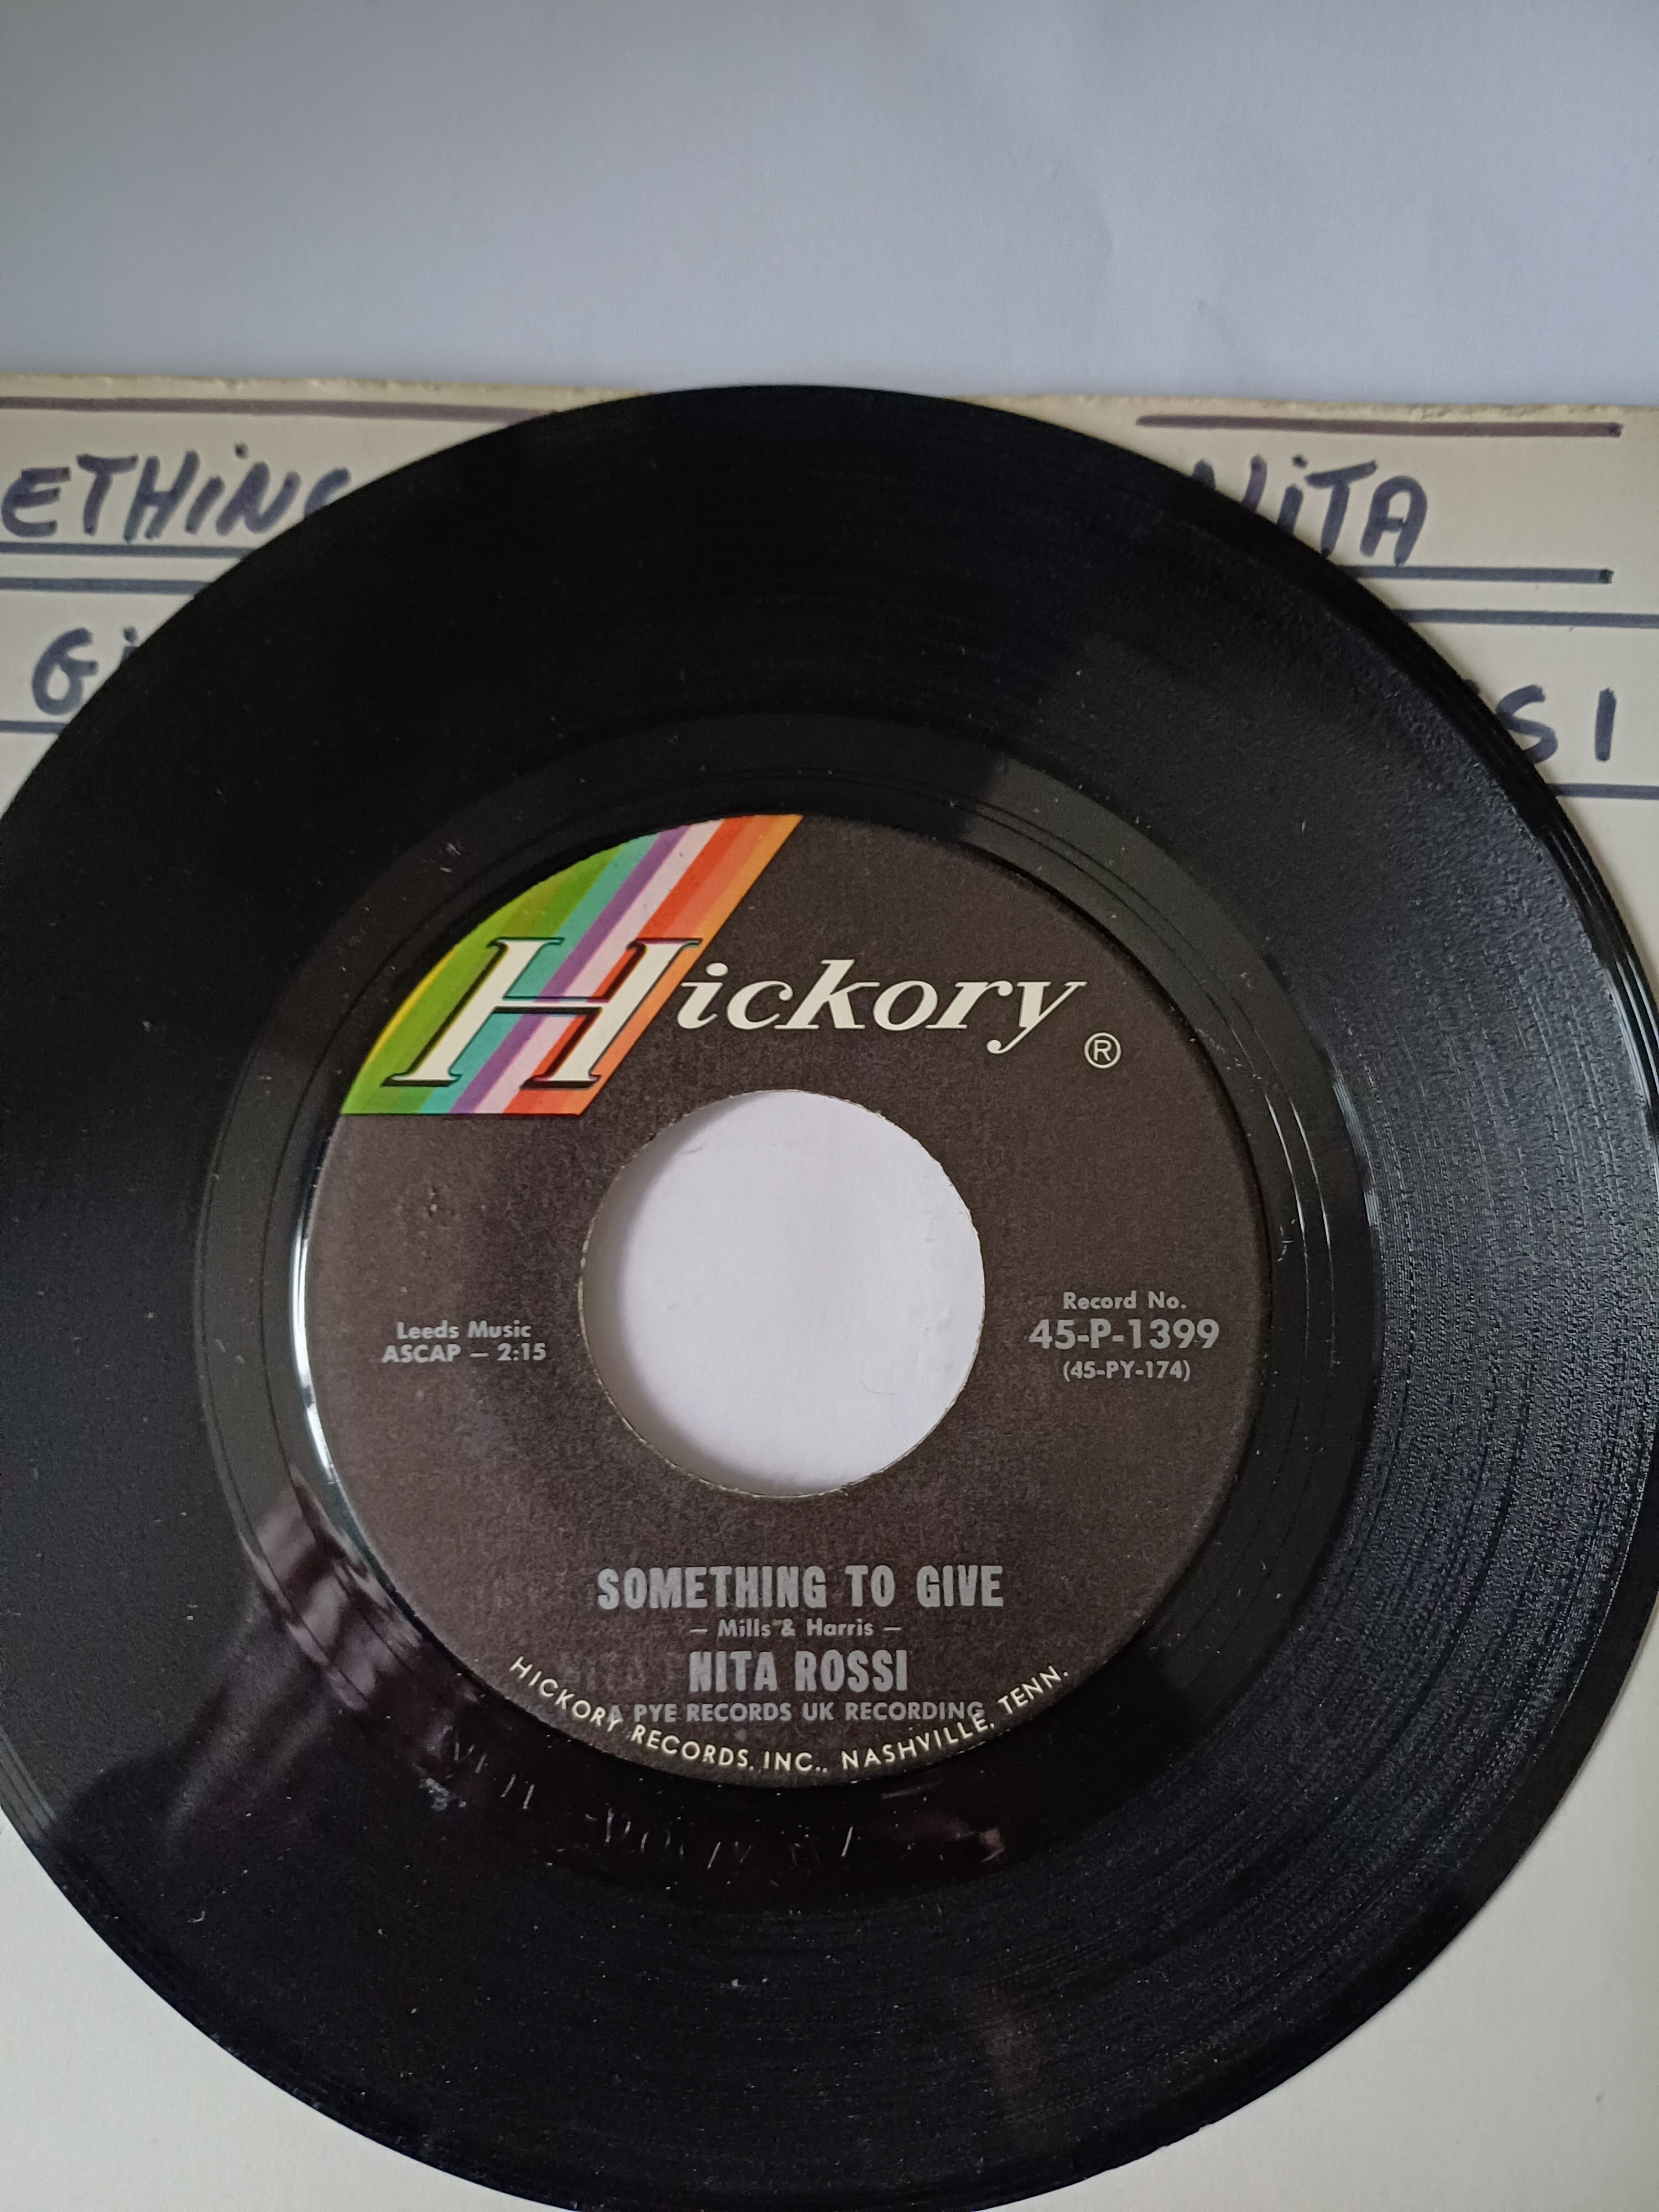 ETHING NITA
Gi SI
Hickory ®
Leeds Music
ASCAP — 2:15
Record No.
45-P-1399
(45-PY-174)
SOMETHING TO GIVE
— Mills & Harris —
NITA ROSSI
A PYE RECORDS UK RECORDING
HICKORY RECORDS, INC., NASHVILLE, TENN.